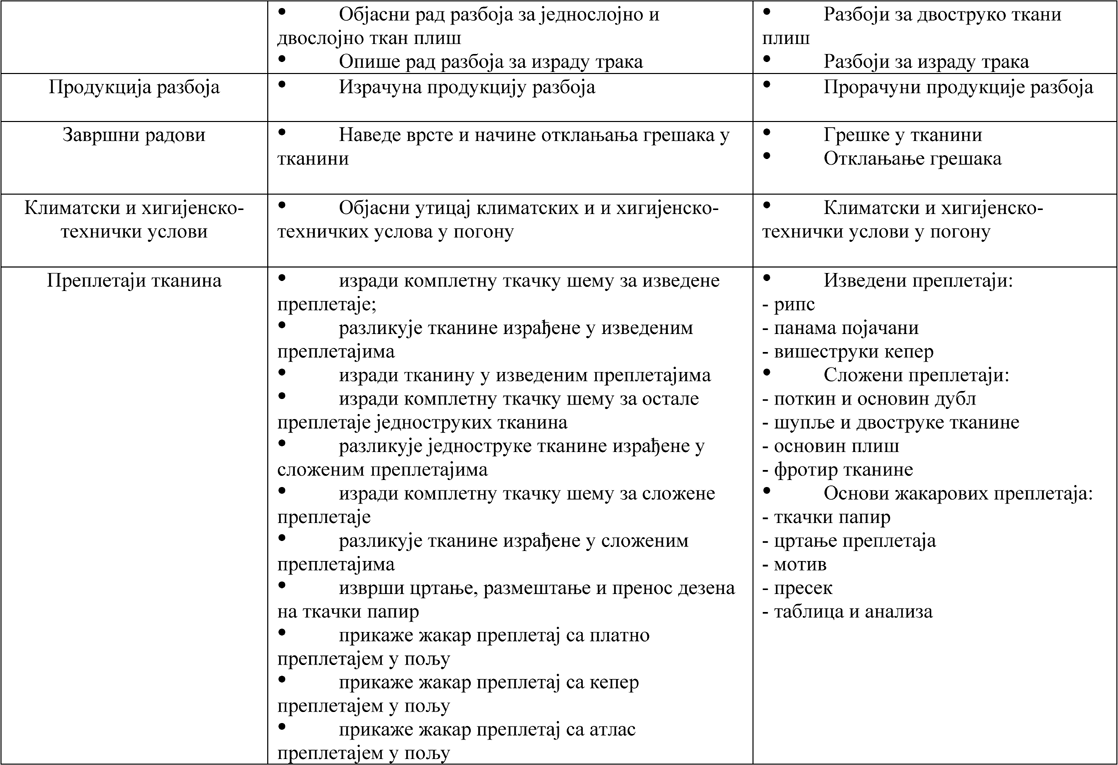 • Објасни рад разбоја за једнослојно и
двослојно ткан плиш
• Опише рад разбоја за израду трака
• Разбоји за двоструко ткани
плиш
• Разбоји за израду трака
Продукција разбоја
• Израчуна продукцију разбоја
• Прорачуни продукције разбоја
Завршни радови
• Наведе врсте и начине отклањања грешака у
тканини
• Грешке у тканини
• Отклањање грешака
Климатски и хигијенско-
технички услови
• Објасни утицај климатских и и хигијенско-
техничких услова у погону
• Климатски и хигијенско-
технички услови у погону
Преплетаји тканина
• изради комплетну ткачку шему за изведене
преплетаје;
• разликује тканине израђене у изведеним
преплетајима
• изради тканину у изведеним преплетајима
• изради комплетну ткачку шему за остале
преплетаје једноструких тканина
• разликује једноструке тканине израђене у
сложеним преплетајима
• изради комплетну ткачку шему за сложене
преплетаје
• разликује тканине израђене у сложеним
преплетајима
• изврши цртање, размештање и пренос дезена
на ткачки папир
• прикаже жакар преплетај са платно
преплетајем у пољу
• прикаже жакар преплетај са кепер
преплетајем у пољу
• прикаже жакар преплетај са атлас
преплетајем у пољу
• Изведени преплетаји:
- рипс
- панама појачани
- вишеструки кепер
• Сложени преплетаји:
- поткин и основин дубл
- шупље и двоструке тканине
- основин плиш
- фротир тканине
• Основи жакарових преплетаја:
- ткачки папир
- цртање преплетаја
- мотив
- пресек
- таблица и анализа